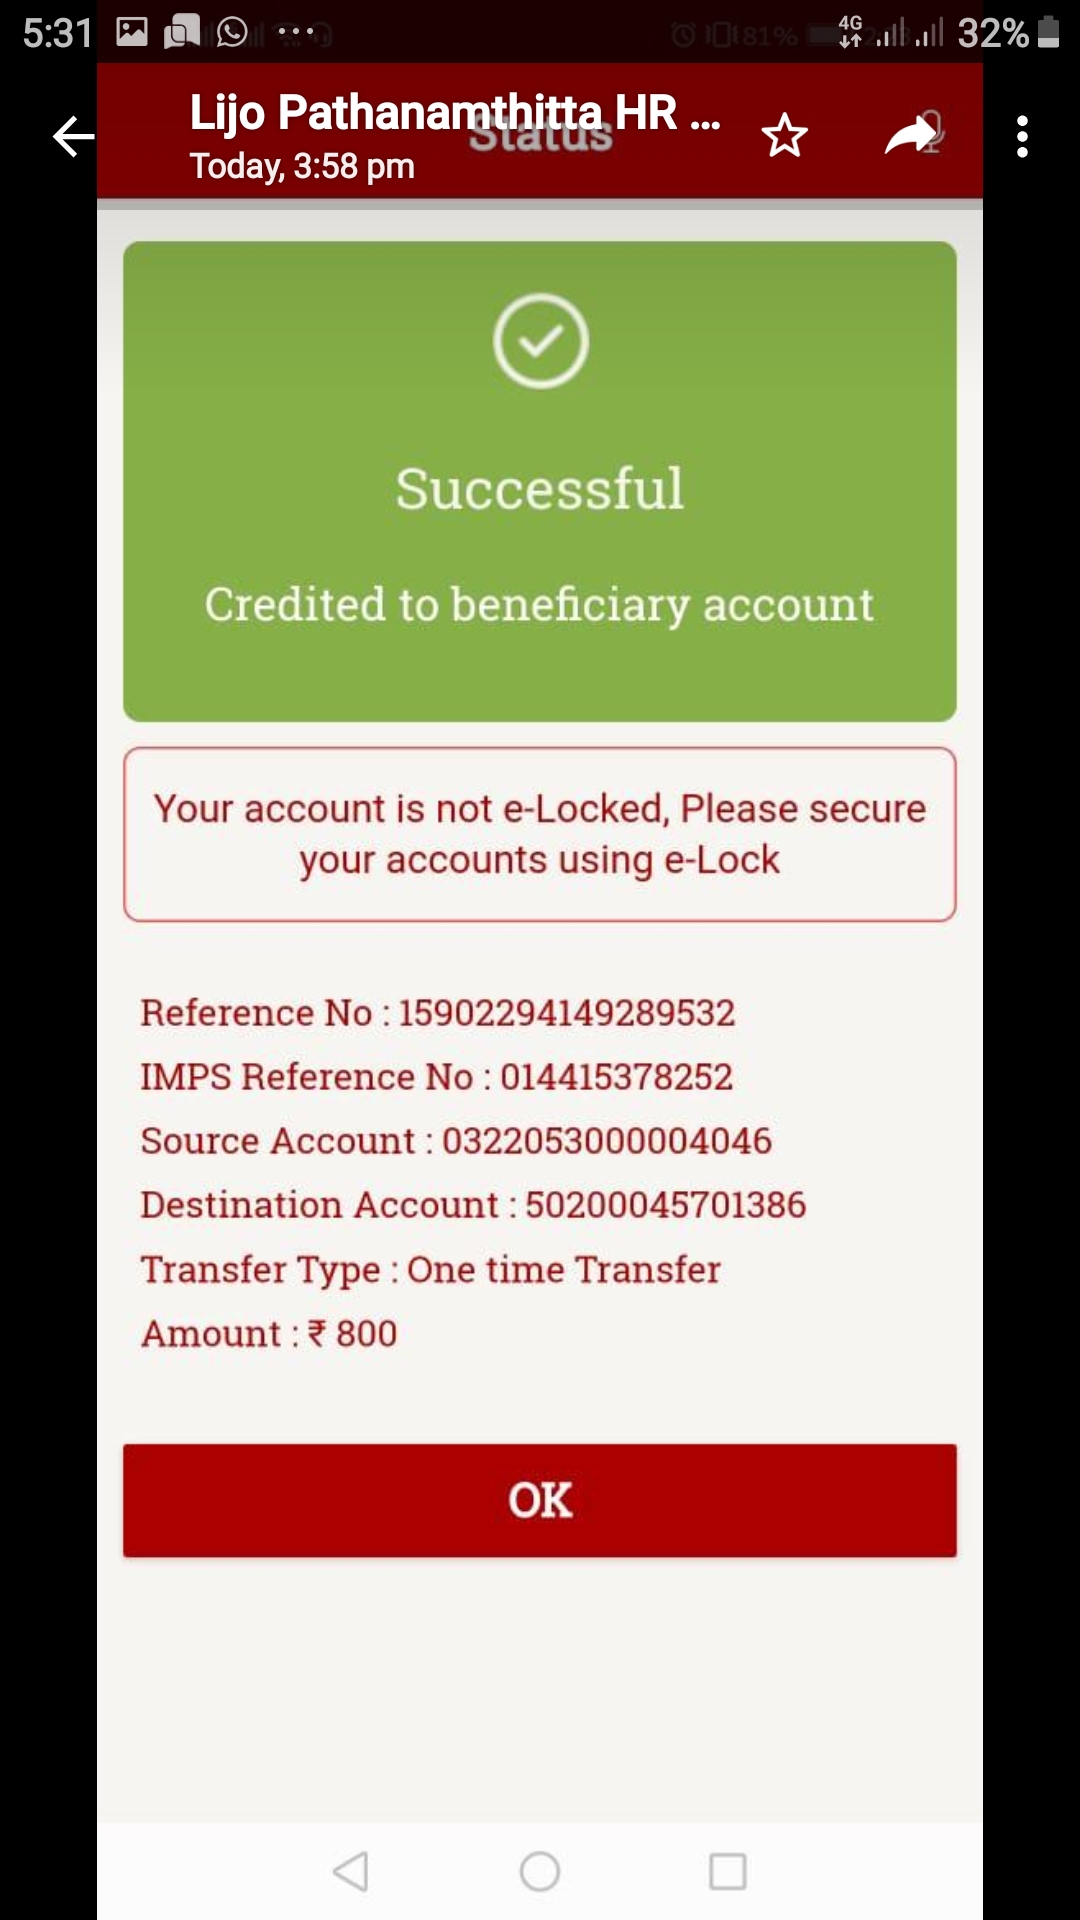 5:31
81%
4G
32%
Lijo Pathanamthitta HR ...
Status
Today, 3:58 pm
Successful
Credited to beneficiary account
Your account is not e-Locked, Please secure
your accounts using e-Lock
Reference No : 15902294149289532
IMPS Reference No : 014415378252
Source Account : 0322053000004046
Destination Account : 50200045701386
Transfer Type : One time Transfer
Amount : ₹ 800
OK